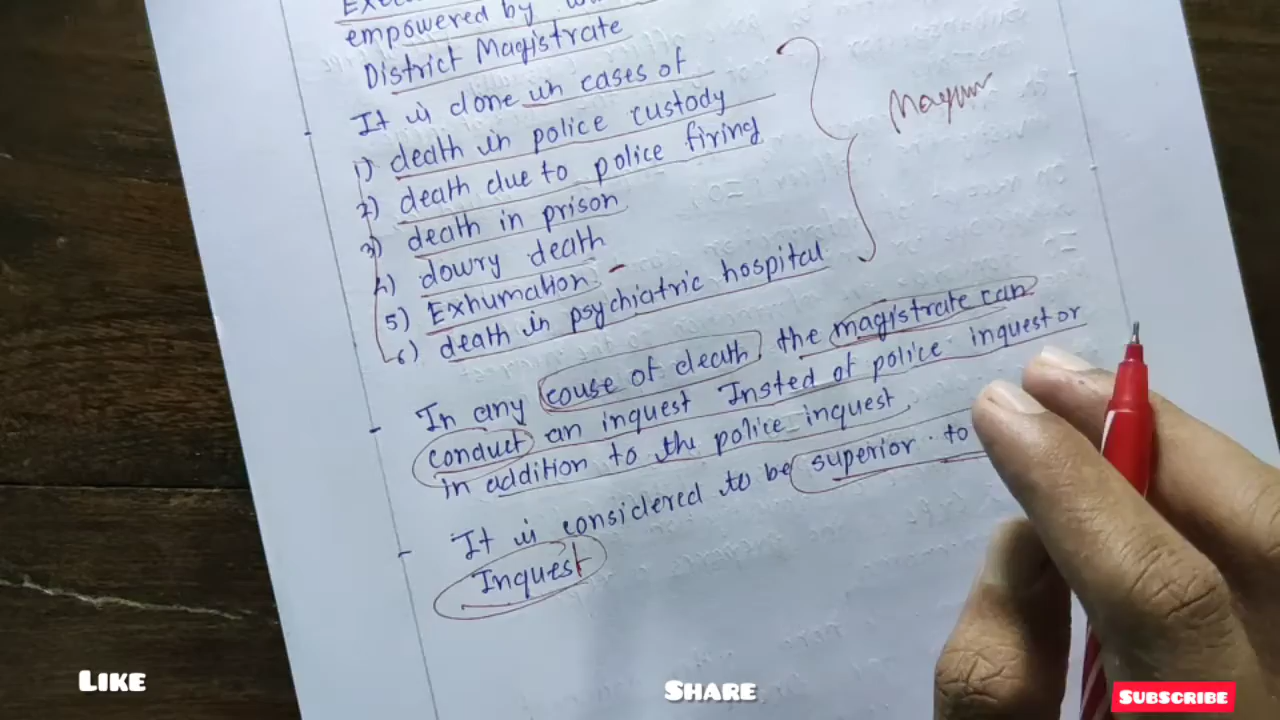 empowered by
District Magistrate
It is done in cases of
1) death in police custody
2) death due to police firing
3) death in prison
4) dowry death
5) Exhumation
6) death in psychiatric hospital
In any couse of death the magistrate can
conduct an inquest Insted of police inquest or
in addition to the police inquest
It is considered to be superior to
Inquest
LIKE
SHARE
SUBSCRIBE